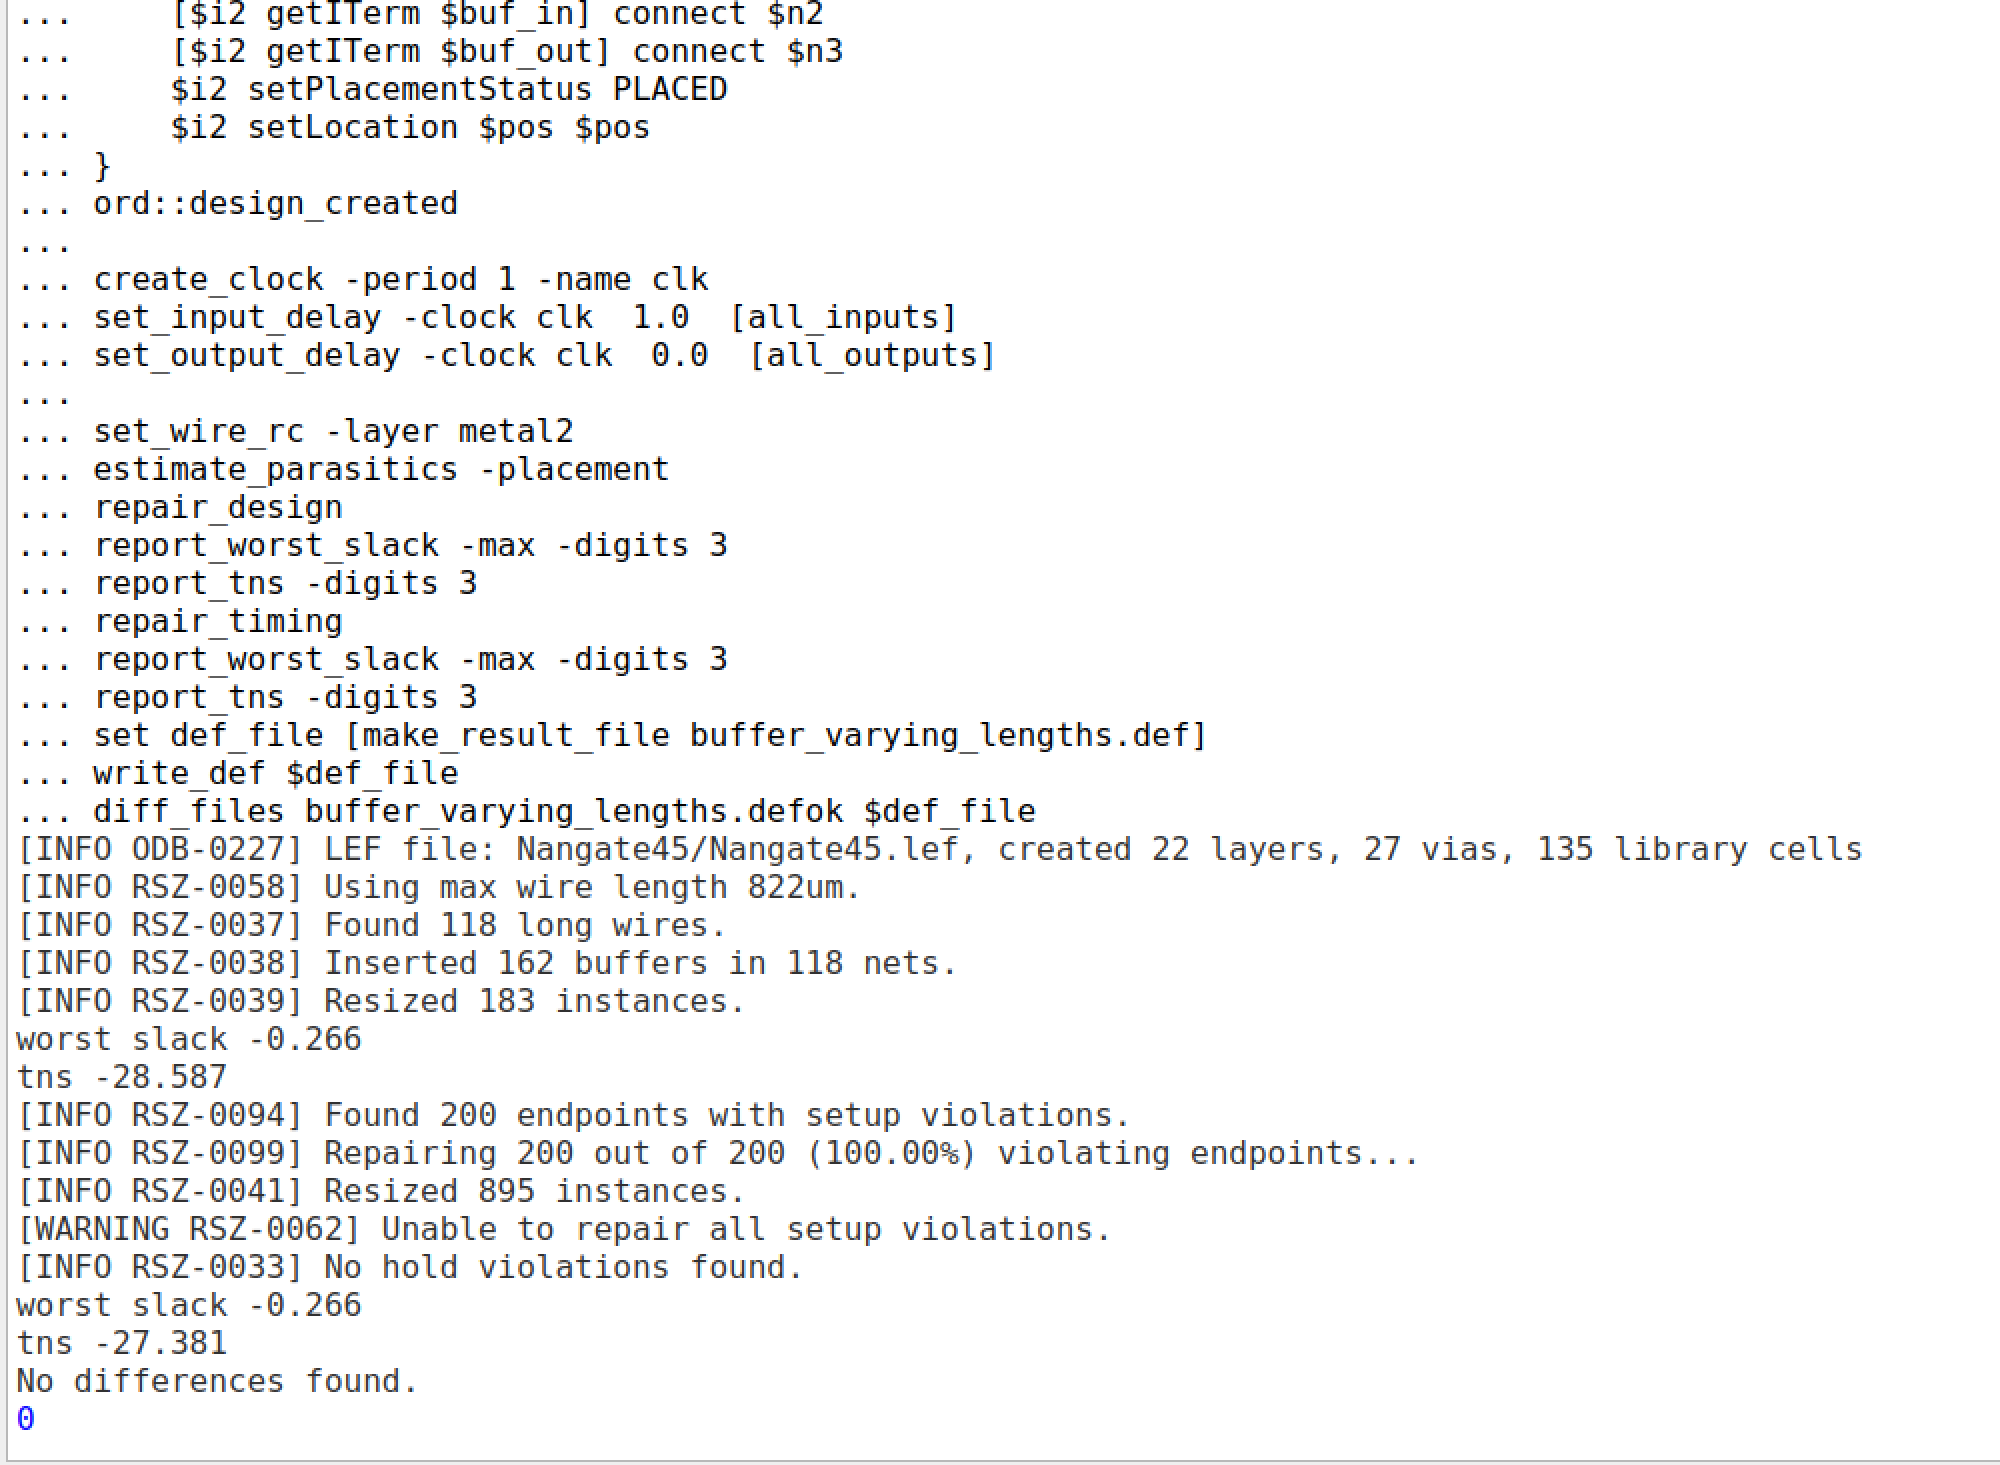 ...     [$i2 getITerm $buf_in] connect $n2
...     [$i2 getITerm $buf_out] connect $n3
...     $i2 setPlacementStatus PLACED
...     $i2 setLocation $pos $pos
... }
... ord::design_created
...
... create_clock -period 1 -name clk
... set_input_delay -clock clk  1.0  [all_inputs]
... set_output_delay -clock clk  0.0  [all_outputs]
...
... set_wire_rc -layer metal2
... estimate_parasitics -placement
... repair_design
... report_worst_slack -max -digits 3
... report_tns -digits 3
... repair_timing
... report_worst_slack -max -digits 3
... report_tns -digits 3
... set def_file [make_result_file buffer_varying_lengths.def]
... write_def $def_file
... diff_files buffer_varying_lengths.defok $def_file
[INFO ODB-0227] LEF file: Nangate45/Nangate45.lef, created 22 layers, 27 vias, 135 library cells
[INFO RSZ-0058] Using max wire length 822um.
[INFO RSZ-0037] Found 118 long wires.
[INFO RSZ-0038] Inserted 162 buffers in 118 nets.
[INFO RSZ-0039] Resized 183 instances.
worst slack -0.266
tns -28.587
[INFO RSZ-0094] Found 200 endpoints with setup violations.
[INFO RSZ-0099] Repairing 200 out of 200 (100.00%) violating endpoints...
[INFO RSZ-0041] Resized 895 instances.
[WARNING RSZ-0062] Unable to repair all setup violations.
[INFO RSZ-0033] No hold violations found.
worst slack -0.266
tns -27.381
No differences found.
0